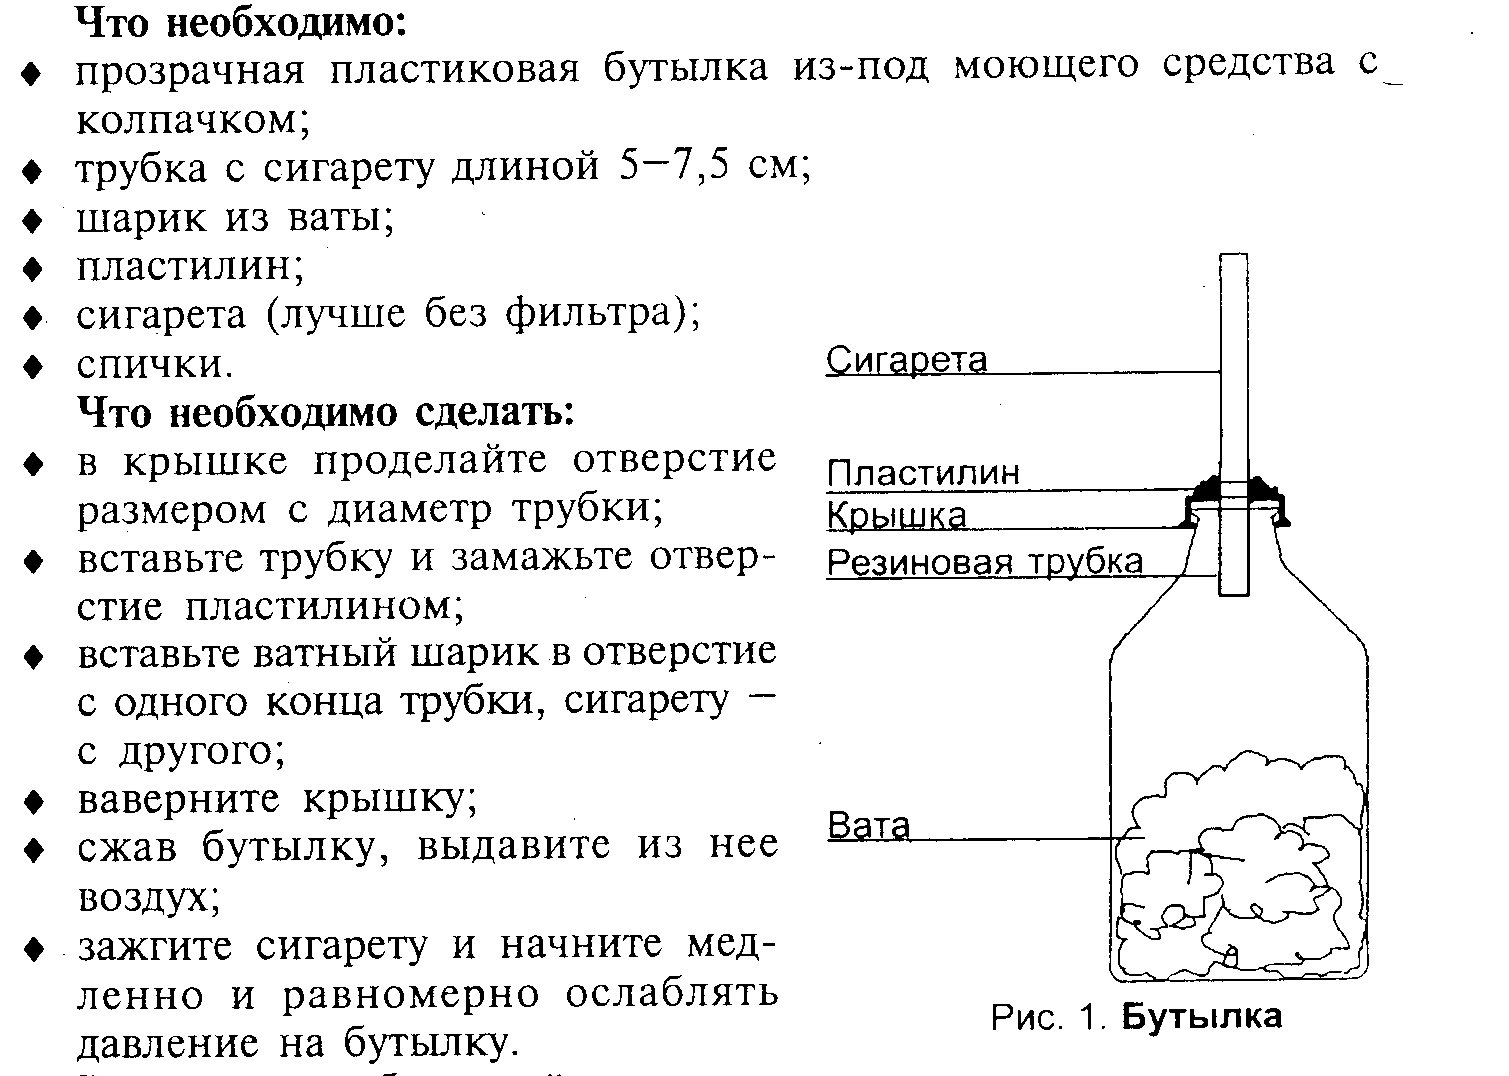 Что необходимо:
♦ прозрачная пластиковая бутылка из-под моющего средства с
колпачком;
♦ трубка с сигарету длиной 5—7,5 см;
♦ шарик из ваты;
♦ пластилин;
♦ сигарета (лучше без фильтра);
♦ спички.
Что необходимо сделать:
♦ в крышке проделайте отверстие
размером с диаметр трубки;
♦ вставьте трубку и замажьте отвер-
стие пластилином;
♦ вставьте ватный шарик в отверстие
с одного конца трубки, сигарету —
с другого;
♦ваверните крышку;
♦ сжав бутылку, выдавите из нее
воздух;
♦ зажгите сигарету и начните мед-
ленно и равномерно ослаблять
давление на бутылку.
Сигарета
Пластилин
Крышка
Резиновая трубка
Вата
Рис. 1. Бутылка